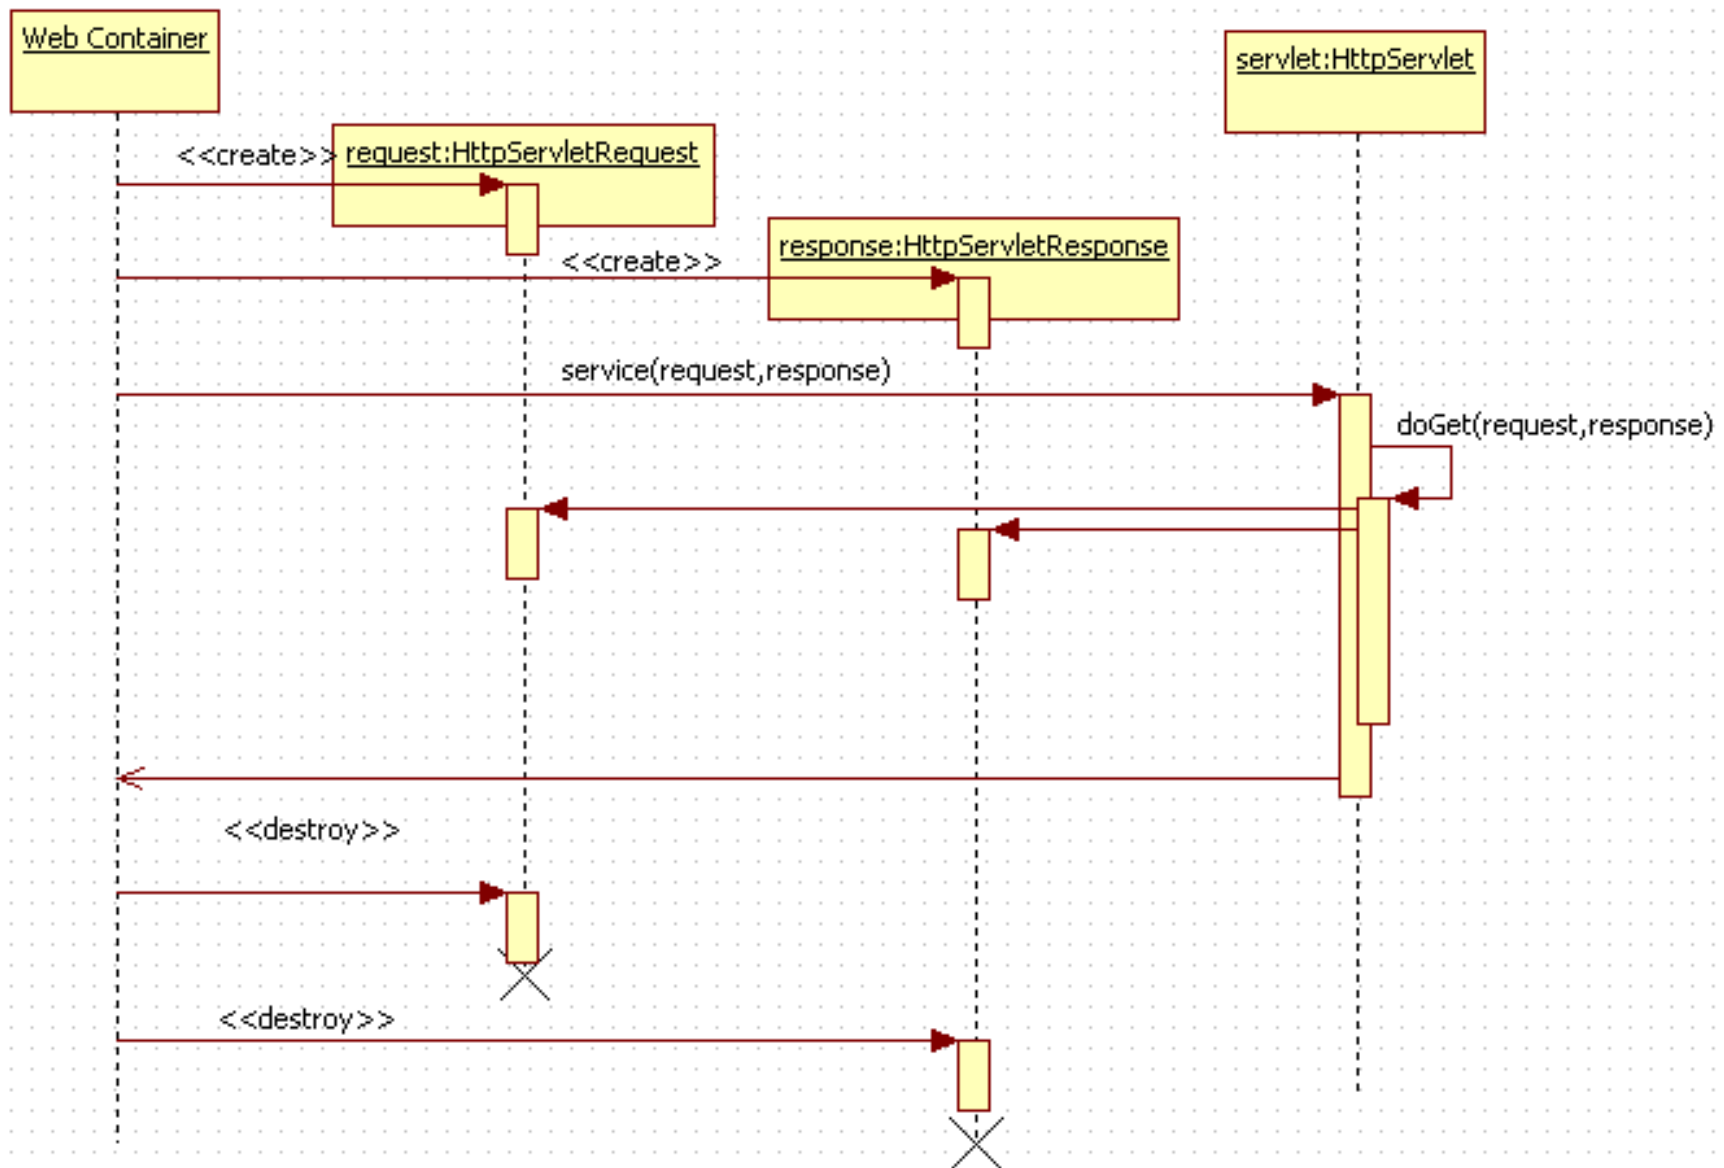 Web Container
servlet:HttpServlet
<<create>>
request:HttpServletRequest
response:HttpServletResponse
<<create>>
service(request,response)
doGet(request,response)
<<destroy>>
<<destroy>>